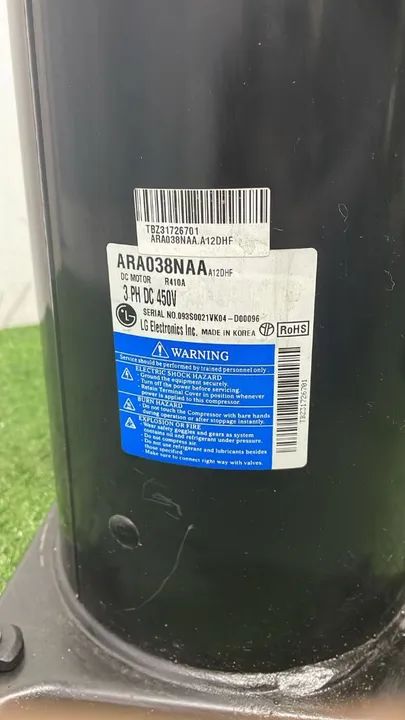 TBZ31726701
ARA038NAA.A12DHF
ARA038NAA A12DHF
DC MOTOR R410A
3 PH DC 450V
SERIAL NO.093S0021VK04-D00096
LG LG Electronics Inc. MADE IN KOREA RoHS
WARNING
Service should be performed by trained personnel only.
ELECTRIC SHOCK HAZARD
- Ground the equipment securely.
- Turn off the power before servicing.
- Retain Terminal Cover in position whenever
power is applied to this compressor.
BURN HAZARD
- Do not touch the Compressor with bare hands
during operation or after stoppage instantly.
EXPLOSION OR FIRE
- Wear safety goggles and gears as system
contains oil and refrigerant under pressure.
- Do not compress air.
- Do not use refrigerant and lubricants besides
those specified.
- Make sure to connect right way with valves.
TBZ31726701